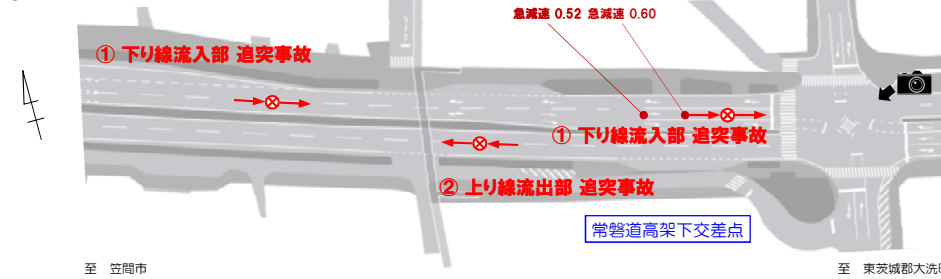 急減速 0.52 急減速 0.60
① 下り線流入部 追突事故
① 下り線流入部 追突事故
② 上り線流出部 追突事故
常磐道高架下交差点
至 笠間市
至 東茨城郡大洗